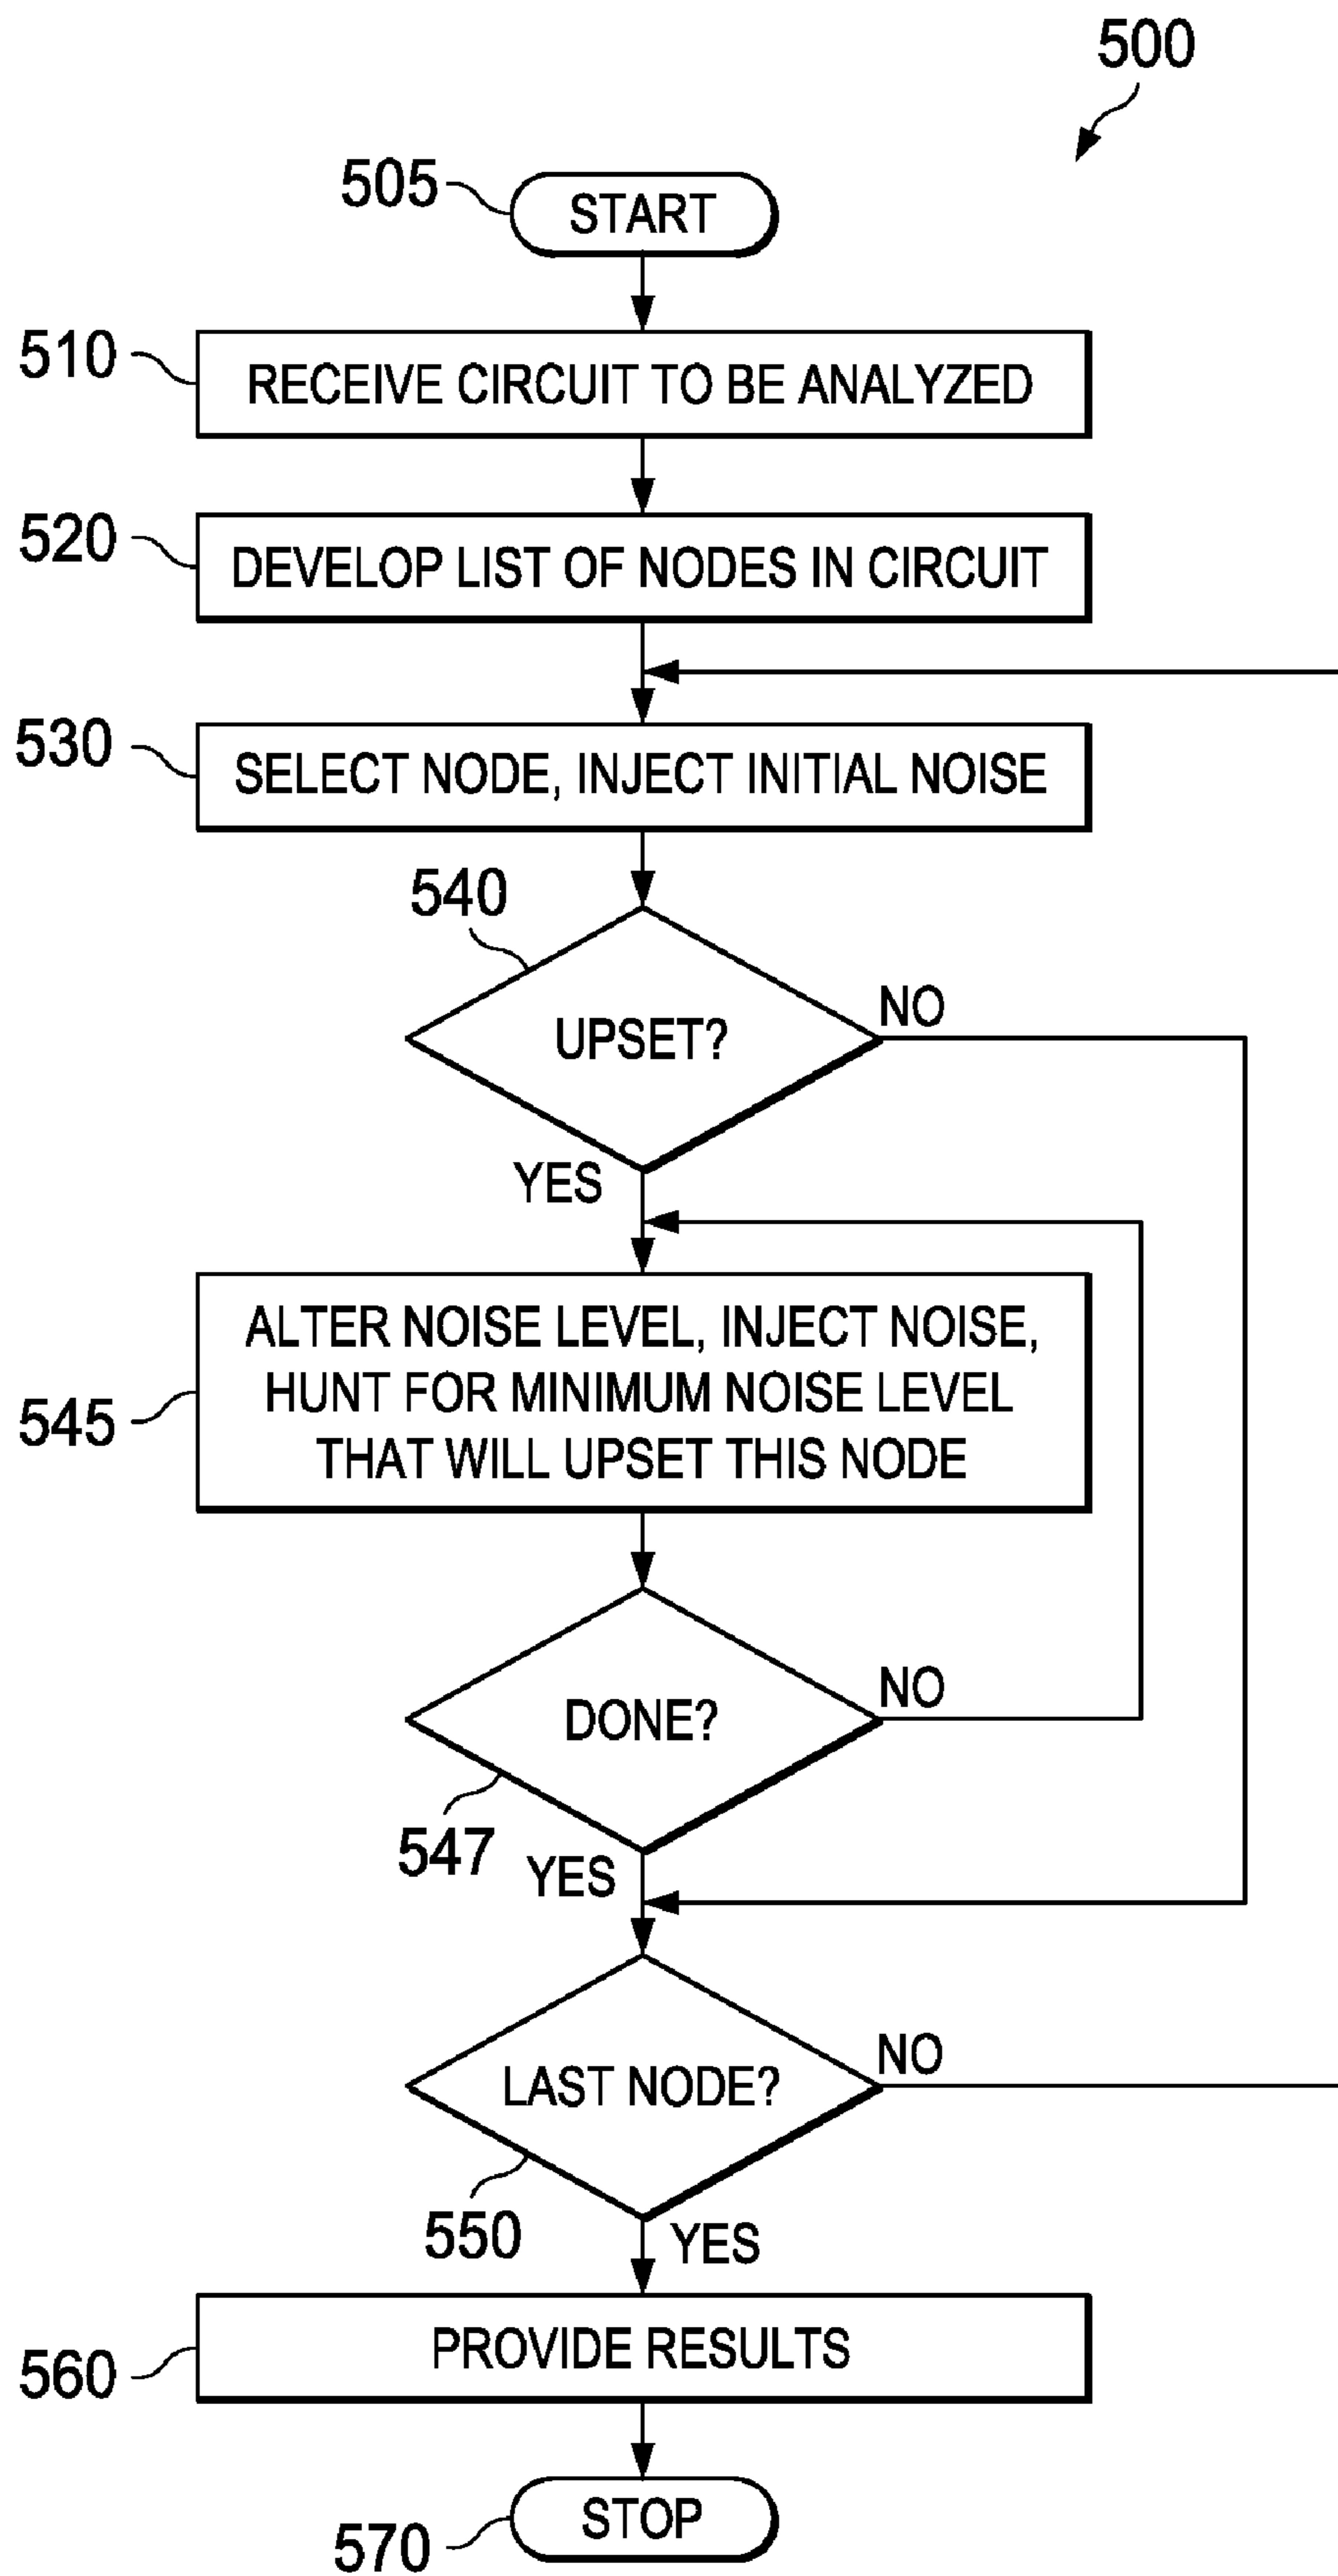 500
505
START
510
RECEIVE CIRCUIT TO BE ANALYZED
520
DEVELOP LIST OF NODES IN CIRCUIT
530
SELECT NODE, INJECT INITIAL NOISE
540
UPSET?
NO
YES
545
ALTER NOISE LEVEL, INJECT NOISE,
HUNT FOR MINIMUM NOISE LEVEL
THAT WILL UPSET THIS NODE
DONE?
NO
547
YES
LAST NODE?
NO
550
YES
560
PROVIDE RESULTS
570
STOP